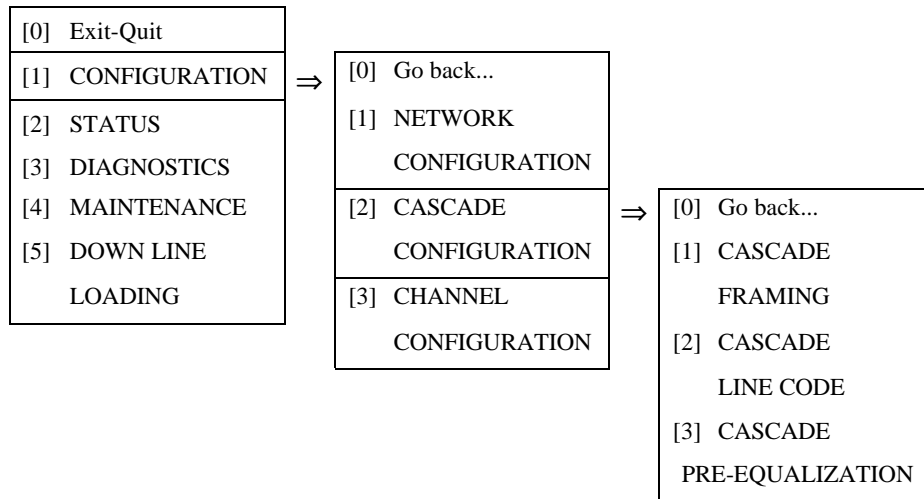 [0] Exit-Quit
[1] CONFIGURATION
[2] STATUS
[3] DIAGNOSTICS
[4] MAINTENANCE
[5] DOWN LINE
LOADING
⇒
[0] Go back...
[1] NETWORK
CONFIGURATION
[2] CASCADE
CONFIGURATION
[3] CHANNEL
CONFIGURATION
⇒
[0] Go back...
[1] CASCADE
FRAMING
[2] CASCADE
LINE CODE
[3] CASCADE
PRE-EQUALIZATION